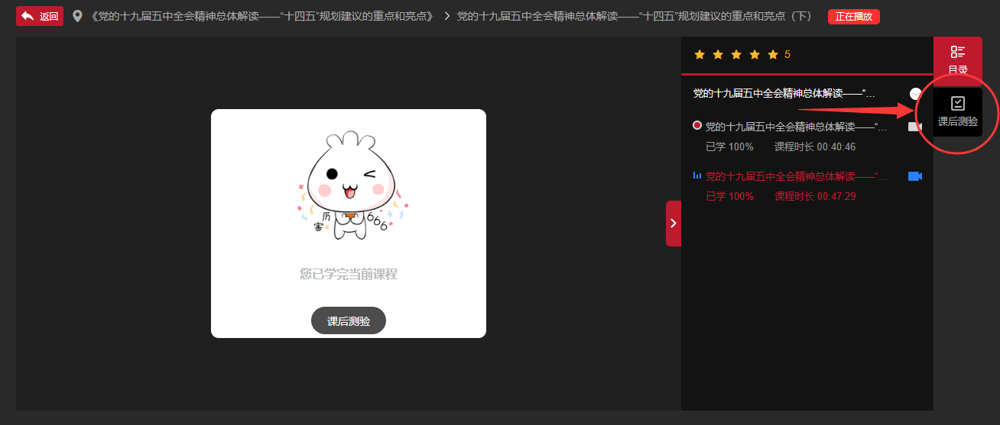 返回 《党的十九届五中全会精神总体解读——“十四五”规划建议的重点和亮点》 > 党的十九届五中全会精神总体解读——“十四五”规划建议的重点和亮点（下） 正在播放
5
目录
党的十九届五中全会精神总体解读——“...
课后测验
党的十九届五中全会精神总体解读——“...
已学 100% 课程时长 00:40:46
党的十九届五中全会精神总体解读——“...
已学 100% 课程时长 00:47:29
厉害
666
您已学完当前课程
课后测验